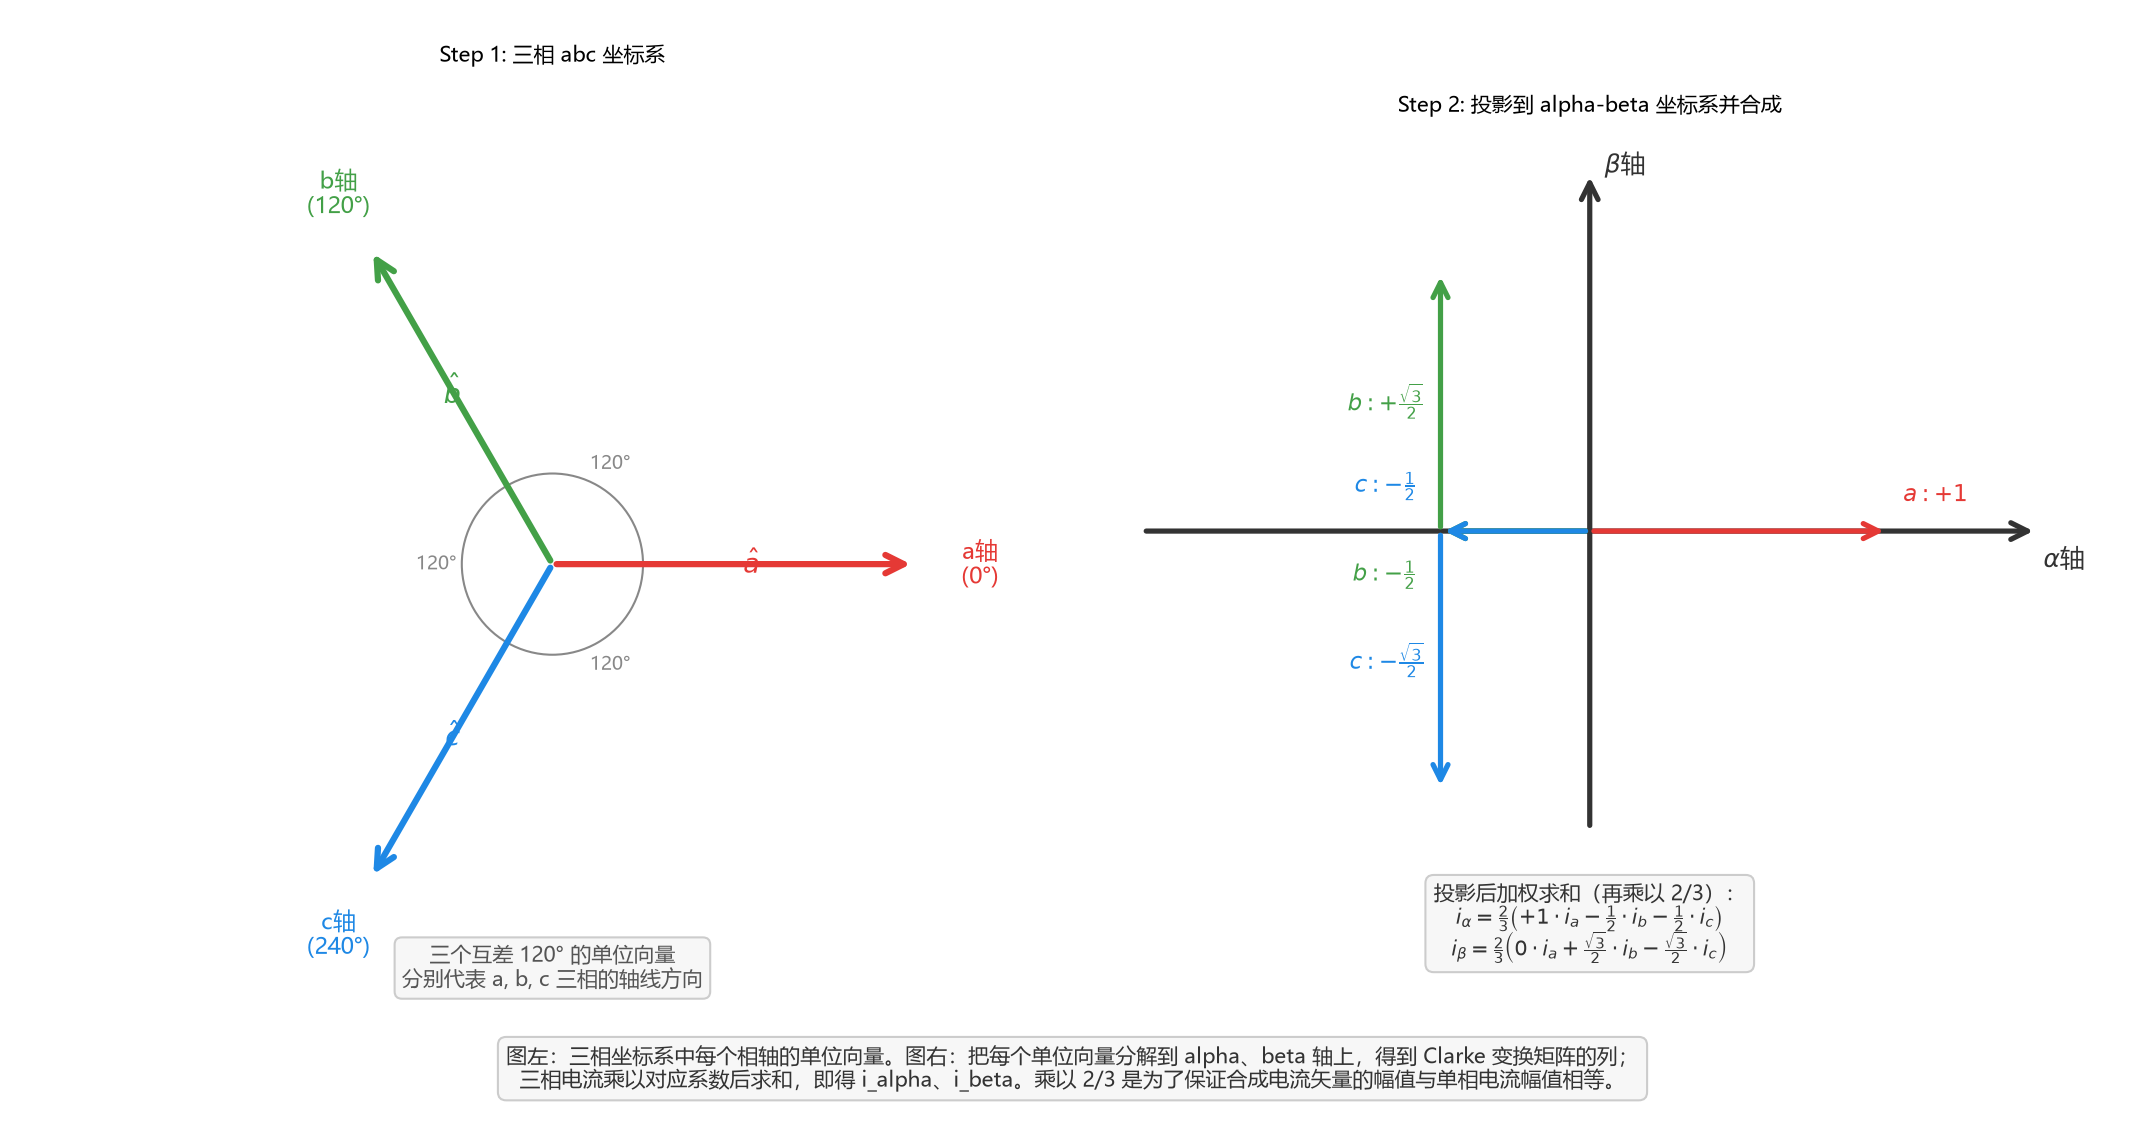 Step 1: 三相 abc 坐标系
b轴
(120°)
b̂
120°
120°
â
a轴
(0°)
120°
ĉ
c轴
(240°)
三个互差 120° 的单位向量
分别代表 a, b, c 三相的轴线方向
Step 2: 投影到 alpha-beta 坐标系并合成
β轴
b : +√3/2
c : −1/2
a : +1
α轴
b : −1/2
c : −√3/2
投影后加权求和（再乘以 2/3）:
i_α = 2/3(+1 · i_a − 1/2 · i_b − 1/2 · i_c)
i_β = 2/3(0 · i_a + √3/2 · i_b − √3/2 · i_c)
图左：三相坐标系中每个相轴的单位向量。图右：把每个单位向量分解到 alpha、beta 轴上，得到 Clarke 变换矩阵的列；
三相电流乘以对应系数后求和，即得 i_alpha、i_beta。乘以 2/3 是为了保证合成电流矢量的幅值与单相电流幅值相等。